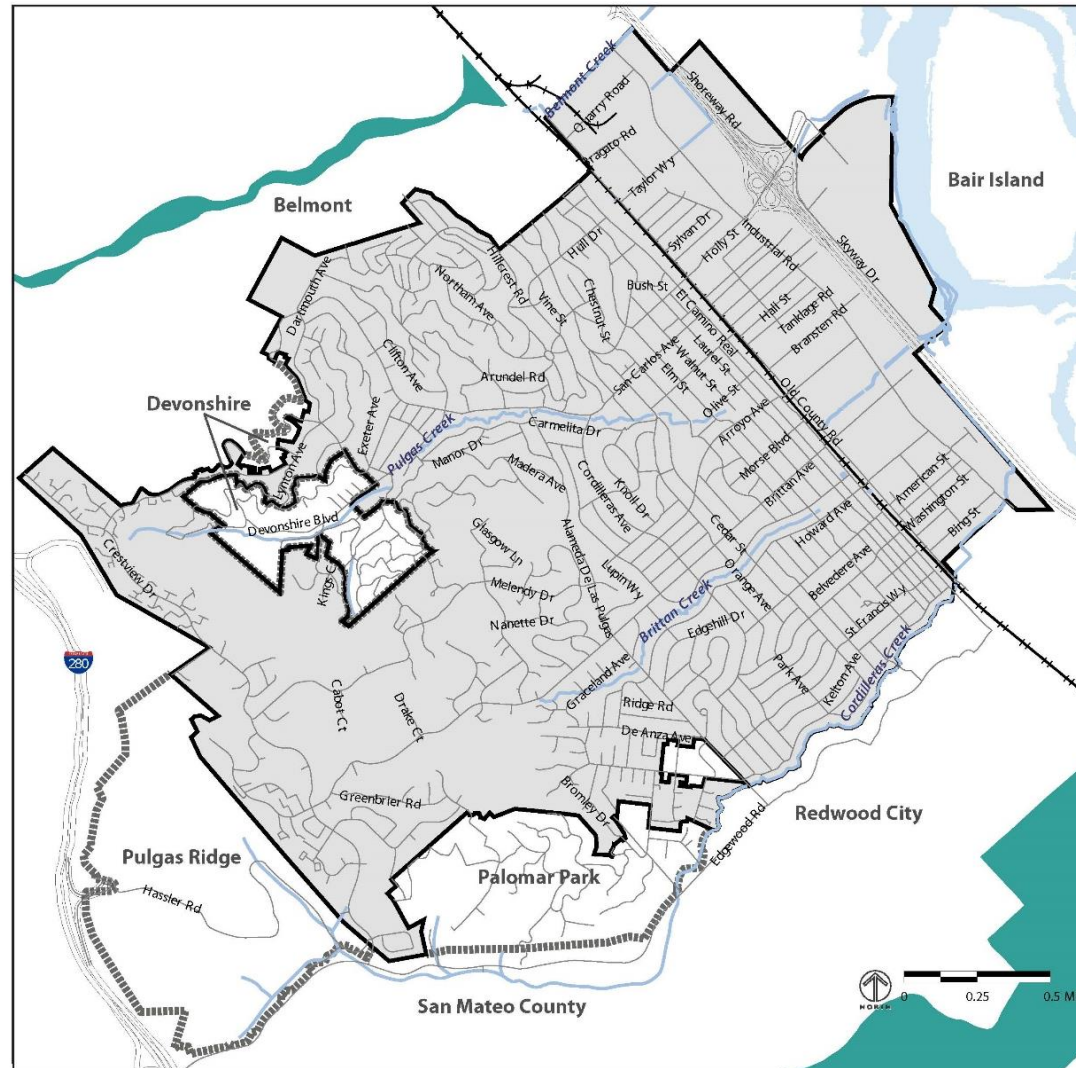 Belmont Creek
Quarry Road
Shoreway Rd
Bragato Rd
Taylor Wy
Bair Island
Belmont
Hull Dr
Sylvan Dr
Holly St
Industrial Rd
Skyway Dr
Dartmouth Ave
Hillcrest Rd
Northam Ave
Vine St
Chestnut St
Bush St
El Camino Real
Hall St
Tanklage Rd
Bransten Rd
Clifton Ave
Arundel Rd
San Carlos Ave
Laurel St
Walnut St
Elm St
Olive St
Old County Rd
Devonshire
Exeter Ave
Pulgas Creek
Carmelita Dr
Arroyo Ave
Manor Dr
Madera Ave
Cordilleras Ave
Knoll Dr
Morse Blvd
Brittan Ave
American St
Washington St
Bing St
Lynton Ave
Devonshire Blvd
Crestview Dr
Kings C
Glasgow Ln
Alameda De Las Pulgas
Cedar St
Orange Ave
Howard Ave
Belvedere Ave
St Francis Wy
Melendy Dr
Lupin Wy
Nanette Dr
Brittan Creek
Edgehill Dr
280
Graceland Ave
Park Ave
Kelton Ave
Cordilleras Creek
Cabot Ct
Drake Ct
Ridge Rd
De Anza Ave
Greenbrier Rd
Bromley Dr
Edgewood Rd
Redwood City
Pulgas Ridge
Palomar Park
Hassler Rd
San Mateo County
NORTH
0 0.25 0.5 M